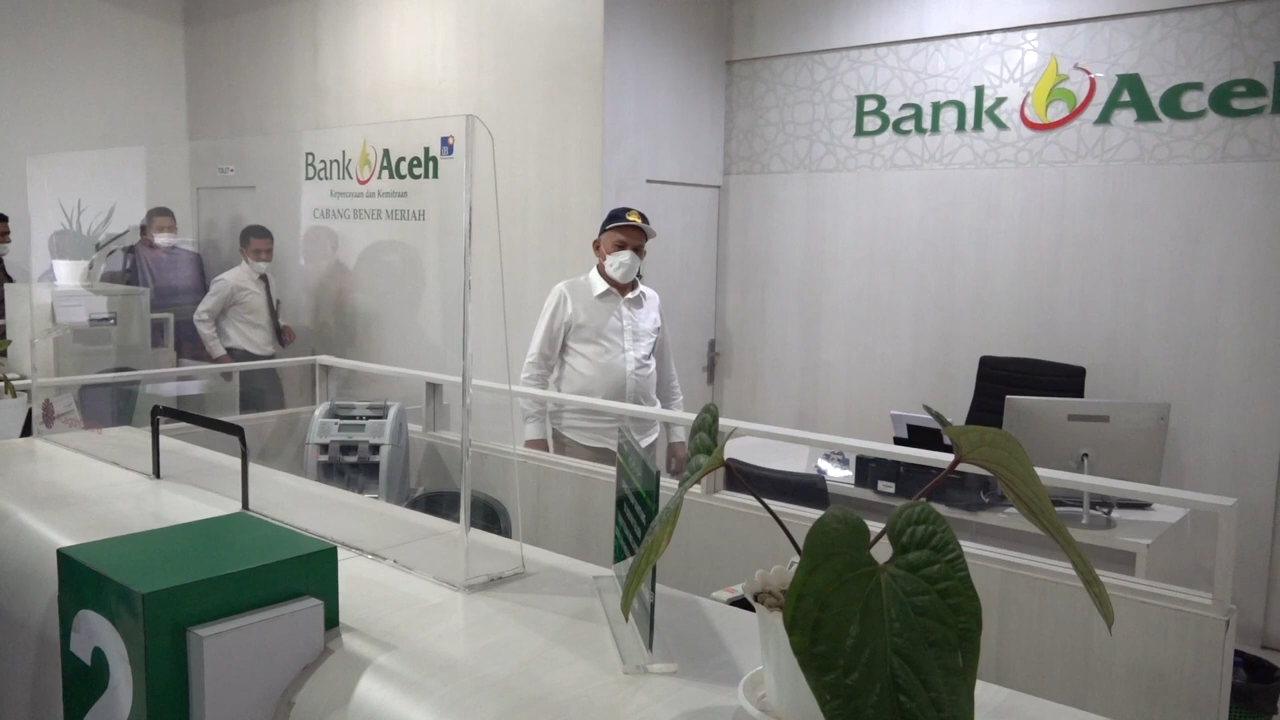 Bank Aceh
Bank Aceh
Kepercayaan dan Kemitraan
CABANG BENER MERIAH
2